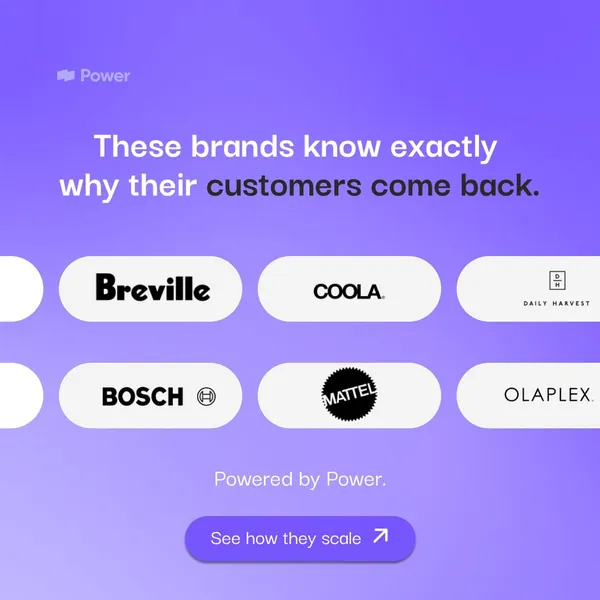 Power
These brands know exactly
why their customers come back.
Breville
COOLA®
D
H
DAILY HARVEST
BOSCH
MATTEL
OLAPLEX.
Powered by Power.
See how they scale